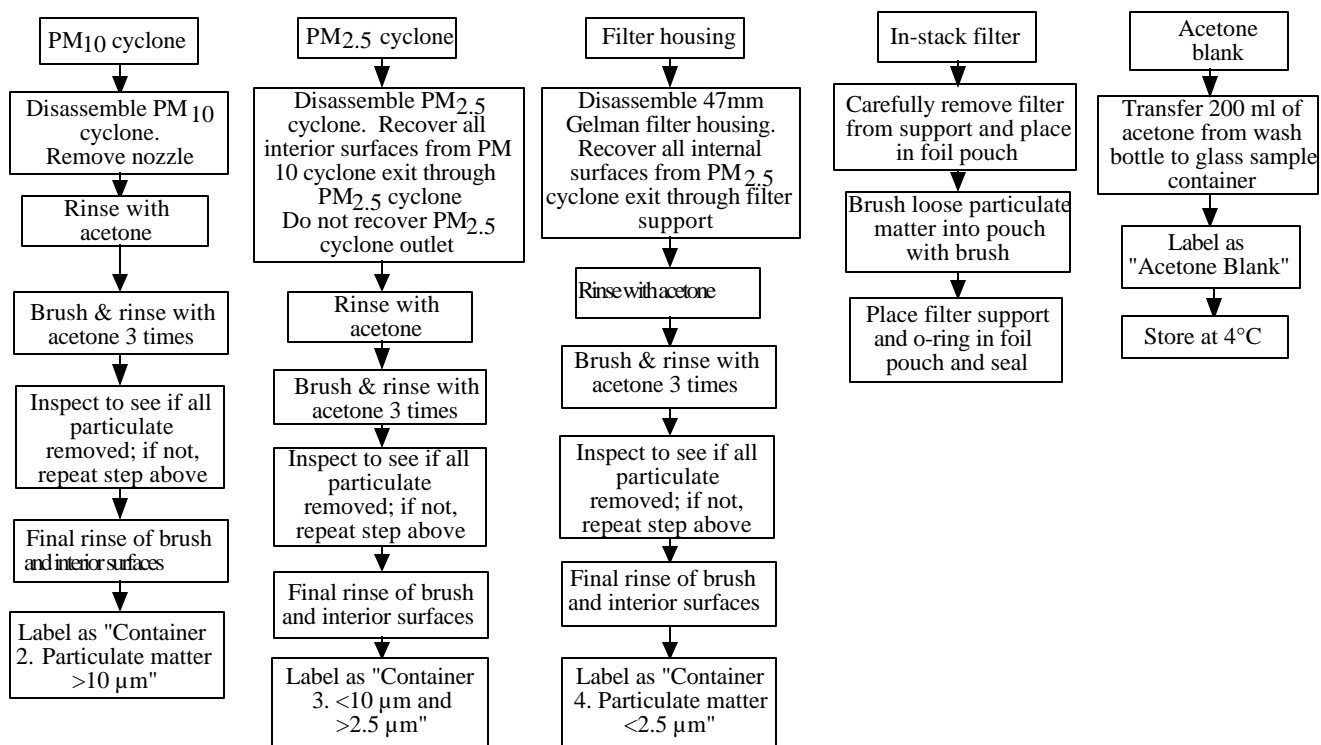 PM10 cyclone
Disassemble PM10
cyclone.
Remove nozzle
Rinse with
acetone
Brush & rinse with
acetone 3 times
Inspect to see if all
particulate
removed; if not,
repeat step above
Final rinse of brush
and interior surfaces
Label as "Container
2. Particulate matter
>10 µm"
PM2.5 cyclone
Disassemble PM2.5
cyclone. Recover all
interior surfaces from PM
10 cyclone exit through
PM2.5 cyclone
Do not recover PM2.5
cyclone outlet
Rinse with
acetone
Brush & rinse with
acetone 3 times
Inspect to see if all
particulate
removed; if not,
repeat step above
Final rinse of brush
and interior surfaces
Label as "Container
3. <10 µm and
>2.5 µm"
Filter housing
Disassemble 47mm
Gelman filter housing.
Recover all internal
surfaces from PM2.5
cyclone exit through filter
support
Rinse with acetone
Brush & rinse with
acetone 3 times
Inspect to see if all
particulate
removed; if not,
repeat step above
Final rinse of brush
and interior surfaces
Label as "Container
4. Particulate matter
<2.5 µm"
In-stack filter
Carefully remove filter
from support and place
in foil pouch
Brush loose particulate
matter into pouch
with brush
Place filter support
and o-ring in foil
pouch and seal
Acetone
blank
Transfer 200 ml of
acetone from wash
bottle to glass sample
container
Label as
"Acetone Blank"
Store at 4°C